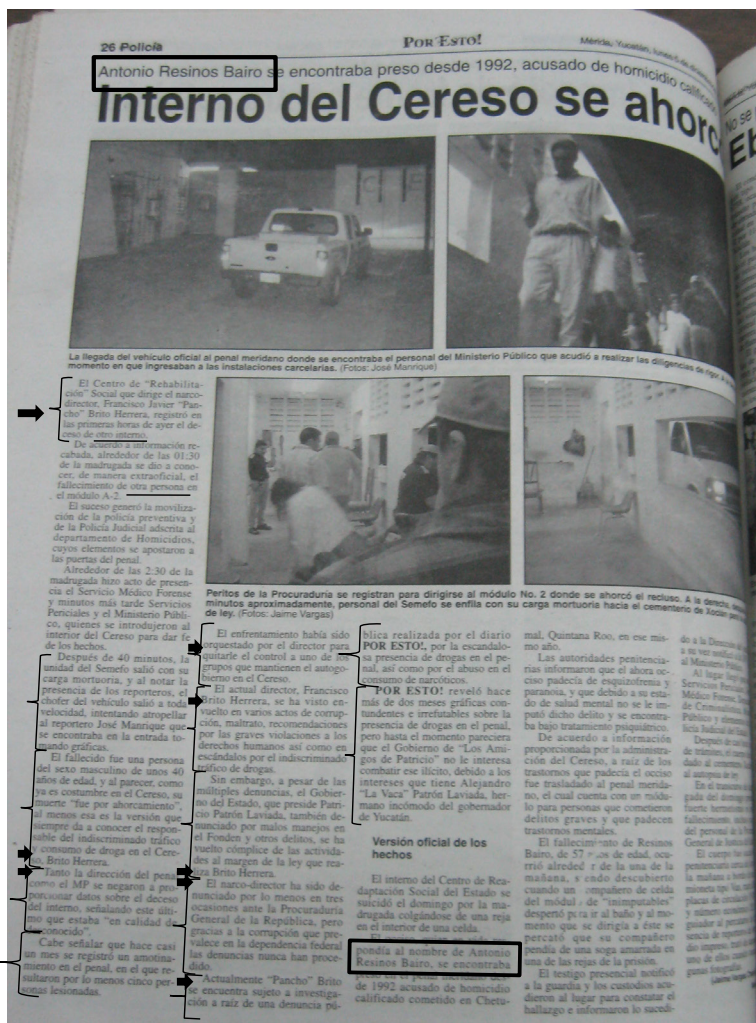 26 Policía
POR ESTO!
Mérida, Yucatán, lunes 5 de
Antonio Resinos Bairo se encontraba preso desde 1992, acusado de homicidio calificado
Interno del Cereso se ahorc
No se
Eb
La llegada del vehículo oficial al penal meridano donde se encontraba el personal del Ministerio Público que acudió a realizar las diligencias de rigor. A
momento en que ingresaban a las instalaciones carcelarias. (Fotos: José Manrique)
El Centro de "Rehabilita-
ción" Social que dirige el narco-
director, Francisco Javier "Pan-
cho" Brito Herrera, registró en
las primeras horas de ayer el de-
ceso de otro interno.
De acuerdo a información re-
cabada, alrededor de las 01:30
de la madrugada se dio a cono-
cer, de manera extraoficial, el
fallecimiento de otra persona en
el módulo A-2.
El suceso generó la moviliza-
ción de la policía preventiva y
de la Policía Judicial adscrita al
departamento de Homicidios,
cuyos elementos se apostaron a
las puertas del penal.
Alrededor de las 2:30 de la
madrugada hizo acto de presen-
cia el Servicio Médico Forense
y minutos más tarde Servicios
Periciales y el Ministerio Públi-
co, quienes se introdujeron al
interior del Cereso para dar fe
de los hechos.
Después de 40 minutos, la
unidad del Semefo salió con su
carga mortuoria, y al notar la
presencia de los reporteros, el
chofer del vehículo salió a toda
velocidad, intentando atropellar
al reportero José Manrique que
se encontraba en la entrada to-
mando gráficas.
El fallecido fue una persona
del sexo masculino de unos 40
años de edad, y al parecer, como
ya es costumbre en el Cereso, su
muerte "fue por ahorcamiento",
al menos esa es la versión que
siempre da a conocer el respon-
sable del indiscriminado tráfico
y consumo de droga en el Cere-
so, Brito Herrera.
Tanto la dirección del penal
como el MP se negaron a pro-
porcionar datos sobre el deceso
del interno, señalando este últi-
mo que estaba "en calidad de
desconocido".
Cabe señalar que hace casi
un mes se registró un amotina-
miento en el penal, en el que re-
sultaron por lo menos cinco per-
sonas lesionadas.
Peritos de la Procuraduría se registran para dirigirse al módulo No. 2 donde se ahorcó el recluso. A la derecha,
minutos aproximadamente, personal del Semefo se enfila con su carga mortuoria hacia el cementerio de Xoclán
de ley. (Fotos: Jaime Vargas)
El enfrentamiento había sido
orquestado por el director para
quitarle el control a uno de los
grupos que mantienen el autogo-
bierno en el Cereso.
El actual director, Francisco
Brito Herrera, se ha visto en-
vuelto en varios actos de corrup-
ción, maltrato, recomendaciones
por las graves violaciones a los
derechos humanos así como en
escándalos por el indiscriminado
tráfico de drogas.
Sin embargo, a pesar de las
múltiples denuncias, el Gobier-
no del Estado, que preside Patri-
cio Patrón Laviada, también de-
nunciado por malos manejos en
el Fonden y otros delitos, se ha
vuelto cómplice de las activida-
des al margen de la ley que rea-
liza Brito Herrera.
El narco-director ha sido de-
nunciado por lo menos en tres
ocasiones ante la Procuraduría
General de la República, pero
gracias a la corrupción que pre-
valece en la dependencia federal
las denuncias nunca han proce-
dido.
Actualmente "Pancho" Brito
se encuentra sujeto a investiga-
ción a raíz de una denuncia pú-
blica realizada por el diario
POR ESTO!, por la escandalo-
sa presencia de drogas en el pe-
nal, así como por el abuso en el
consumo de narcóticos.
POR ESTO! reveló hace
más de dos meses gráficas con-
tundentes e irrefutables sobre la
presencia de drogas en el penal,
pero hasta el momento pareciera
que el Gobierno de "Los Ami-
gos de Patricio" no le interesa
combatir ese ilícito, debido a los
intereses que tiene Alejandro
"La Vaca" Patrón Laviada, her-
mano incómodo del gobernador
de Yucatán.
Versión oficial de los
hechos
El interno del Centro de Rea-
daptación Social del Estado se
suicidó el domingo por la ma-
drugada colgándose de una reja
en el interior de una celda.
pondía al nombre de Antonio
Resinos Bairo, se encontraba
de 1992 acusado de homicidio
calificado cometido en Chetu-
mal, Quintana Roo, en ese mis-
mo año.
Las autoridades penitencia-
rias informaron que el ahora oc-
ciso padecía de esquizofrenia y
paranoia, y que debido a su esta-
do de salud mental no se le im-
putó dicho delito y se encontra-
ba bajo tratamiento psiquiátrico.
De acuerdo a información
proporcionada por la administra-
ción del Cereso, a raíz de los
trastornos que padecía el occiso
fue trasladado al penal merida-
no, el cual cuenta con un módu-
lo para personas que cometieron
delitos graves y que padecen
trastornos mentales.
El fallecimiento de Resinos
Bairo, de 57 años de edad, ocu-
rrió alrededor de la una de la
mañana, siendo descubierto
cuando un compañero de celda
del módulo de "inimputables"
despertó para ir al baño y al mo-
mento que se dirigía a éste se
percató que su compañero
pendía de una soga amarrada en
una de las rejas de la prisión.
El testigo presencial notificó
a la guardia y los custodios acu-
dieron al lugar para constatar el
hallazgo e informaron lo sucedi-
do a la Dirección
a su vez
al Ministerio
Al lugar
Servicios
Médico
de
Público y